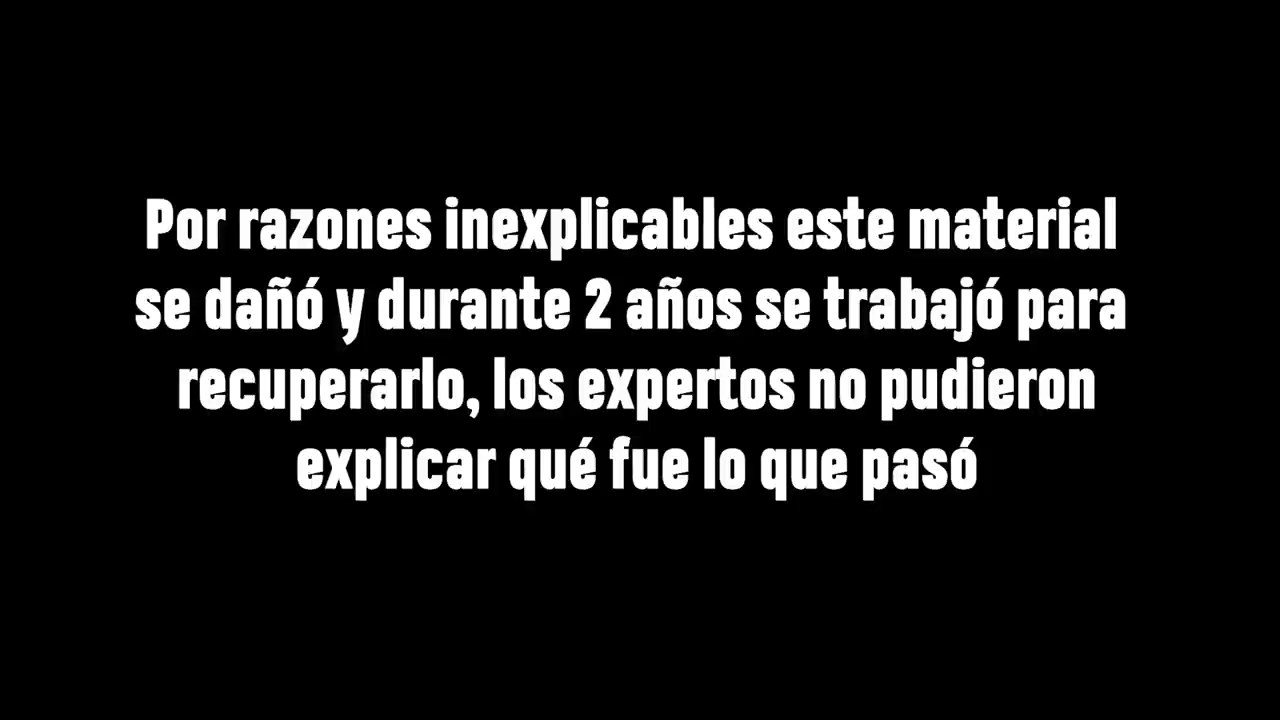 Por razones inexplicables este material
se dañó y durante 2 años se trabajó para
recuperarlo, los expertos no pudieron
explicar qué fue lo que pasó